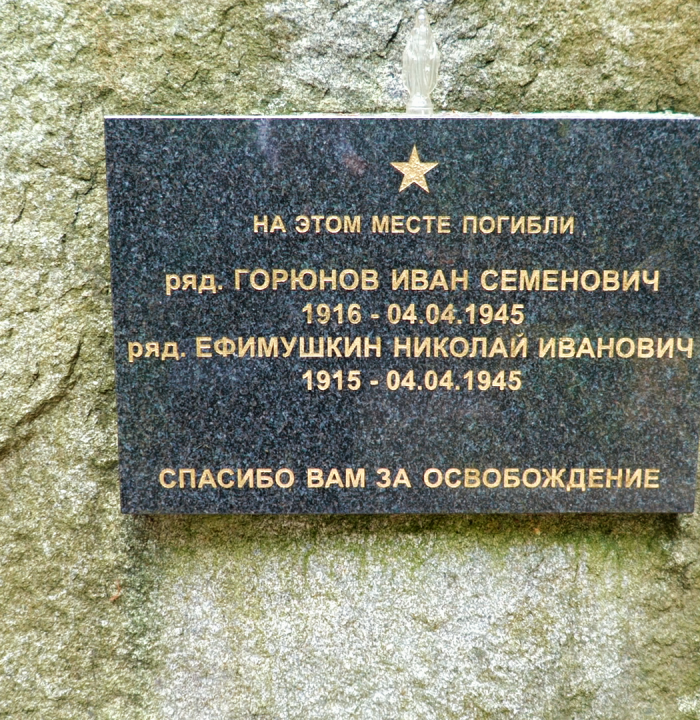 НА ЭТОМ МЕСТЕ ПОГИБЛИ
ряд. ГОРЮНОВ ИВАН СЕМЕНОВИЧ
1916 - 04.04.1945
ряд. ЕФИМУШКИН НИКОЛАЙ ИВАНОВИЧ
1915 - 04.04.1945
СПАСИБО ВАМ ЗА ОСВОБОЖДЕНИЕ